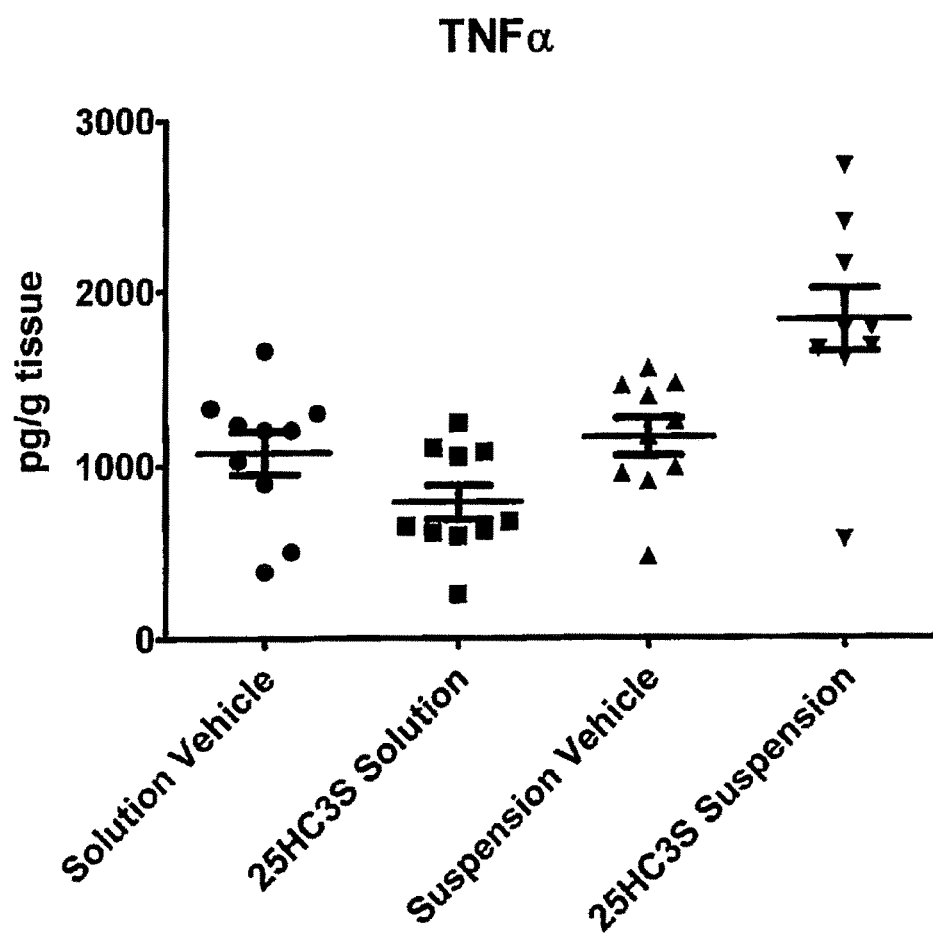 TNFα
3000
2000
1000
0
pg/g tissue
Solution Vehicle
25HC3S Solution
Suspension Vehicle
25HC3S Suspension